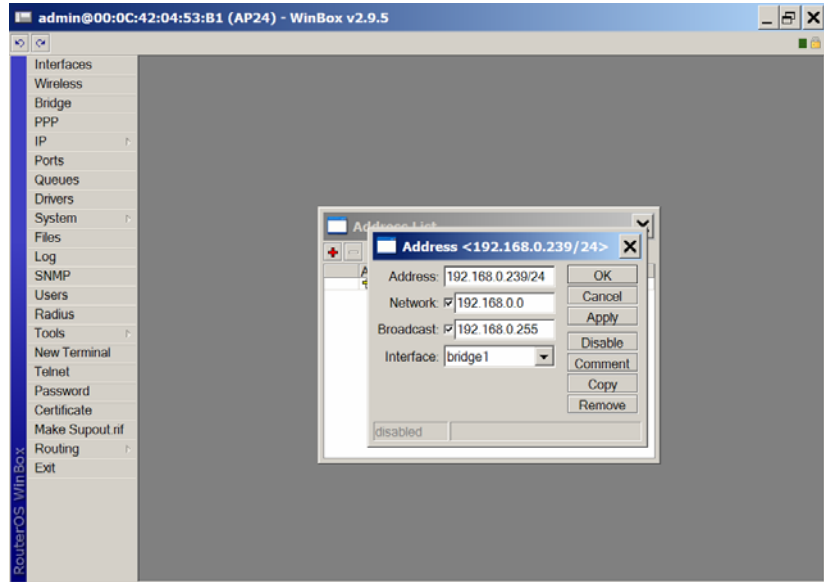 admin@00:0C:42:04:53:B1 (AP24) - WinBox v2.9.5
Interfaces
Wireless
Bridge
PPP
IP
Ports
Queues
Drivers
System
Files
Log
SNMP
Users
Radius
Tools
New Terminal
Telnet
Password
Certificate
Make Supout.rif
Routing
Exit
RouterOS WinBox
Address List
Address <192.168.0.239/24>
Address: 192.168.0.239/24
Network: 192.168.0.0
Broadcast: 192.168.0.255
Interface: bridge1
OK
Cancel
Apply
Disable
Comment
Copy
Remove
disabled